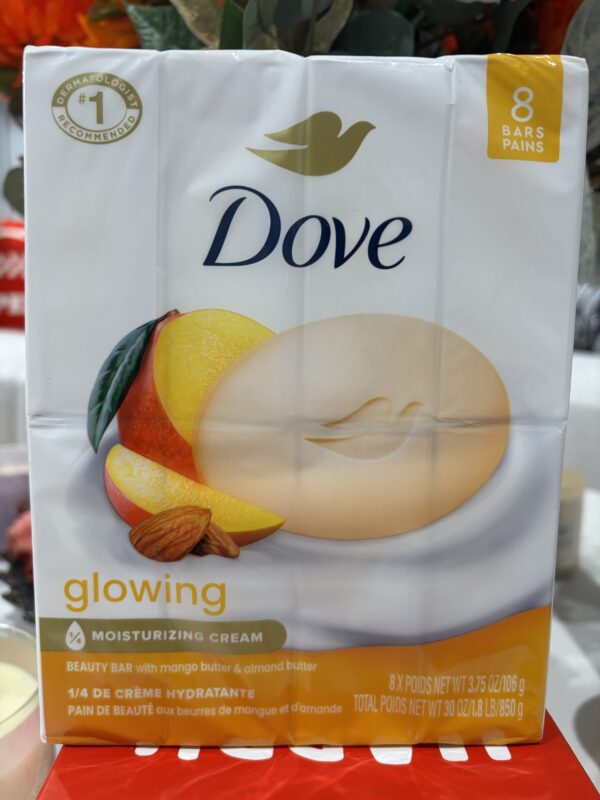 DERMATOLOGIST
#1
RECOMMENDED
8
BARS
PAINS
Dove
glowing
1/4 MOISTURIZING CREAM
BEAUTY BAR with mango butter & almond butter
1/4 DE CRÈME HYDRATANTE
PAIN DE BEAUTÉ aux beurres de mangue et d'amande
8 X POIDS NET WT 3.75 OZ/106 g
TOTAL POIDS NET WT 30 OZ/1.8 LB/850 g